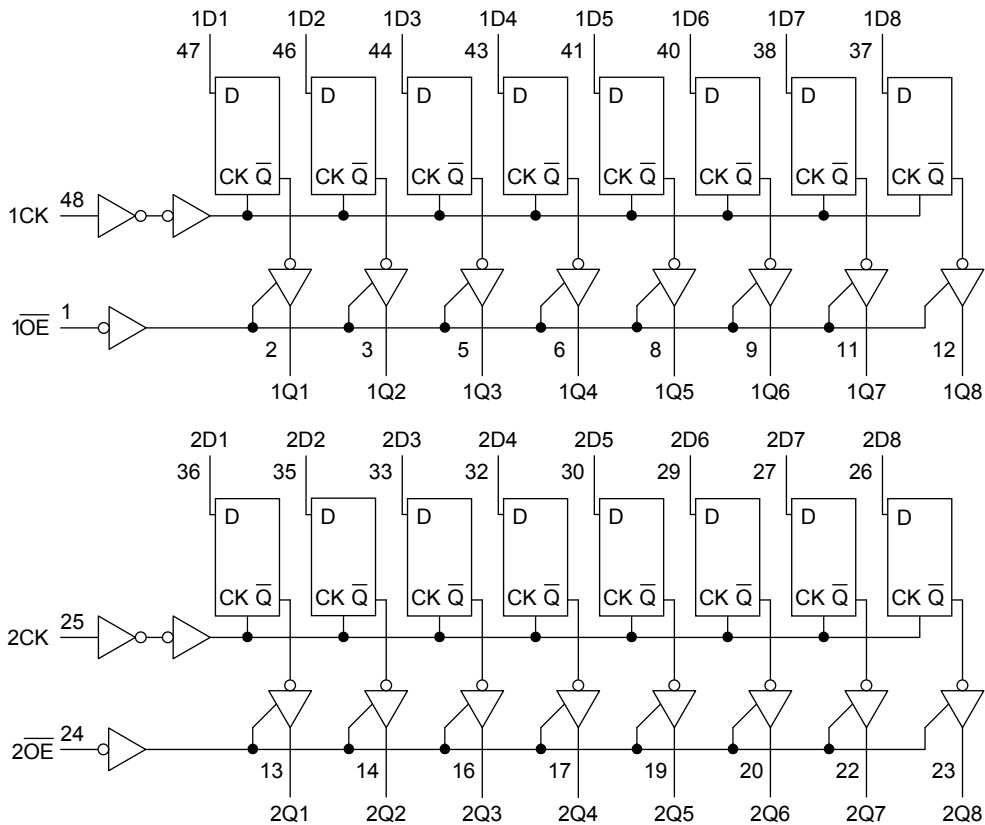 1D1 1D2 1D3 1D4 1D5 1D6 1D7 1D8
47 46 44 43 41 40 38 37
D D D D D D D D
CK Q̅ CK Q̅ CK Q̅ CK Q̅ CK Q̅ CK Q̅ CK Q̅ CK Q̅
1CK 48
1O̅E̅ 1
2 3 5 6 8 9 11 12
1Q1 1Q2 1Q3 1Q4 1Q5 1Q6 1Q7 1Q8
2D1 2D2 2D3 2D4 2D5 2D6 2D7 2D8
36 35 33 32 30 29 27 26
D D D D D D D D
CK Q̅ CK Q̅ CK Q̅ CK Q̅ CK Q̅ CK Q̅ CK Q̅ CK Q̅
2CK 25
2O̅E̅ 24
13 14 16 17 19 20 22 23
2Q1 2Q2 2Q3 2Q4 2Q5 2Q6 2Q7 2Q8